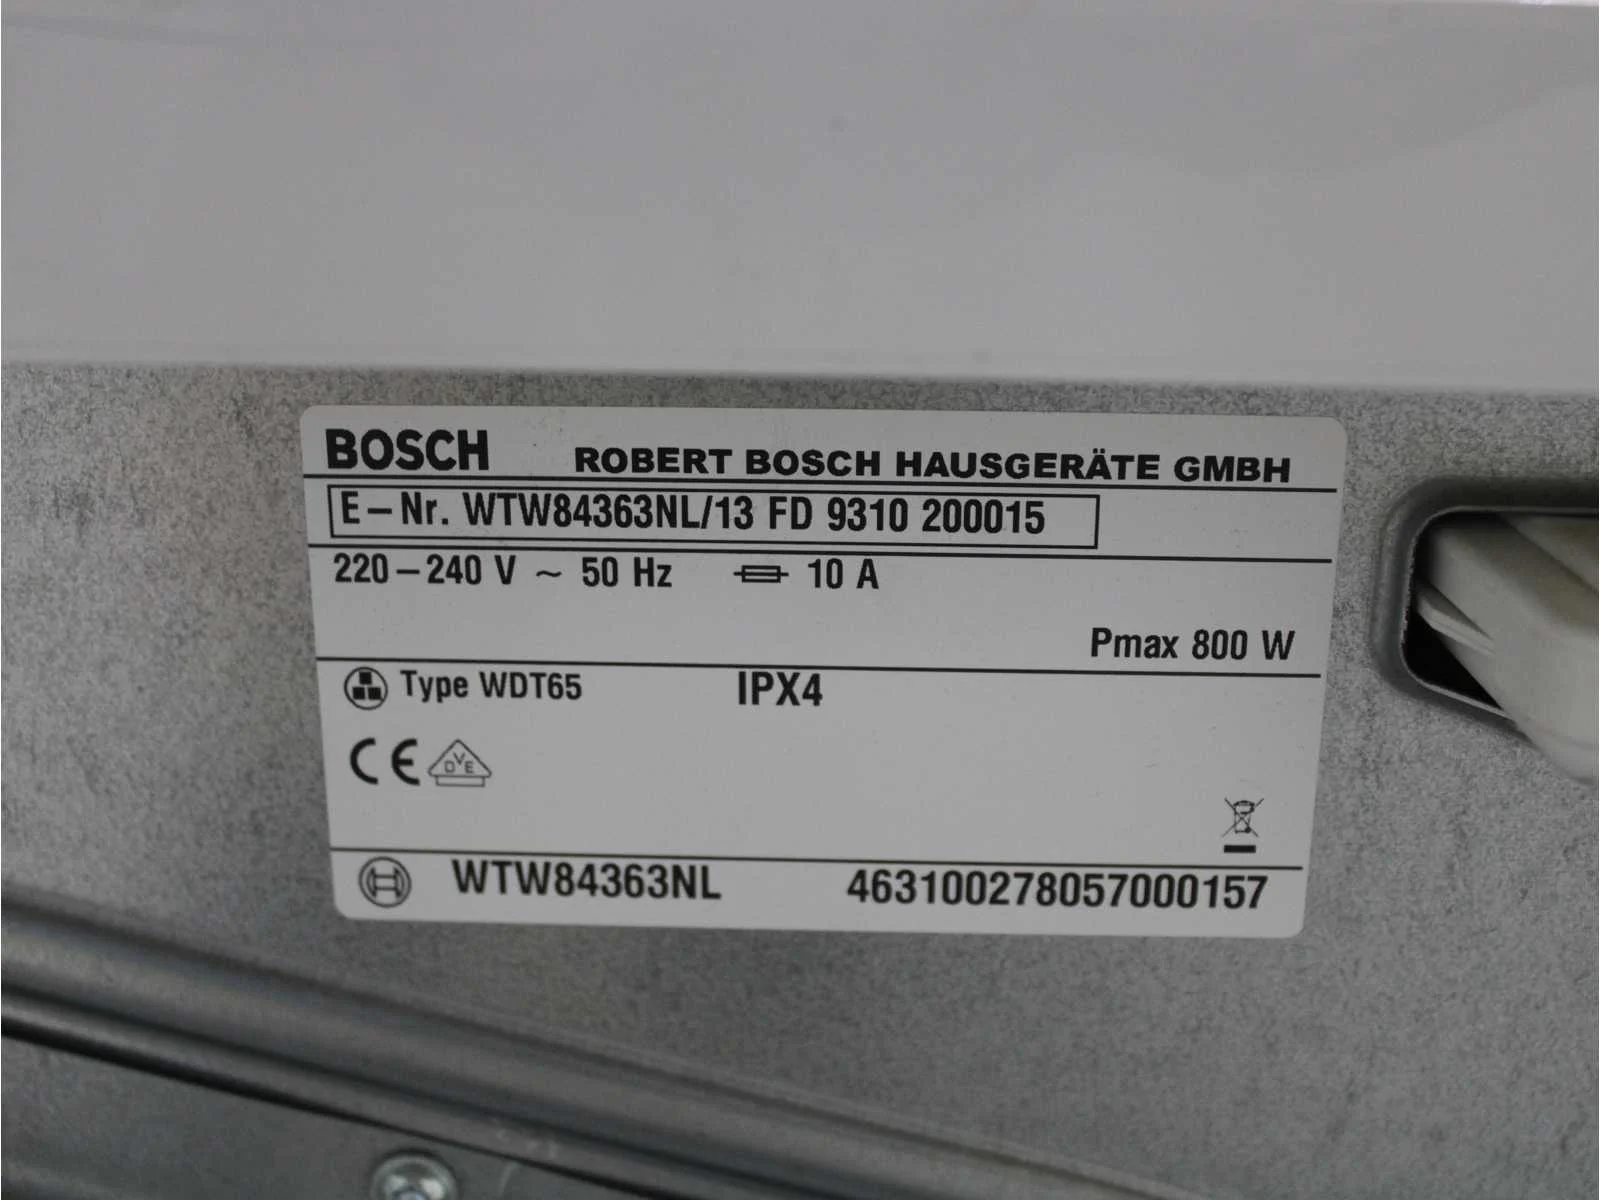 BOSCH ROBERT BOSCH HAUSGERÄTE GMBH
E–Nr. WTW84363NL/13 FD 9310 200015
220–240 V ~ 50 Hz 10 A
Pmax 800 W
Type WDT65 IPX4
CE DVE
WTW84363NL 463100278057000157